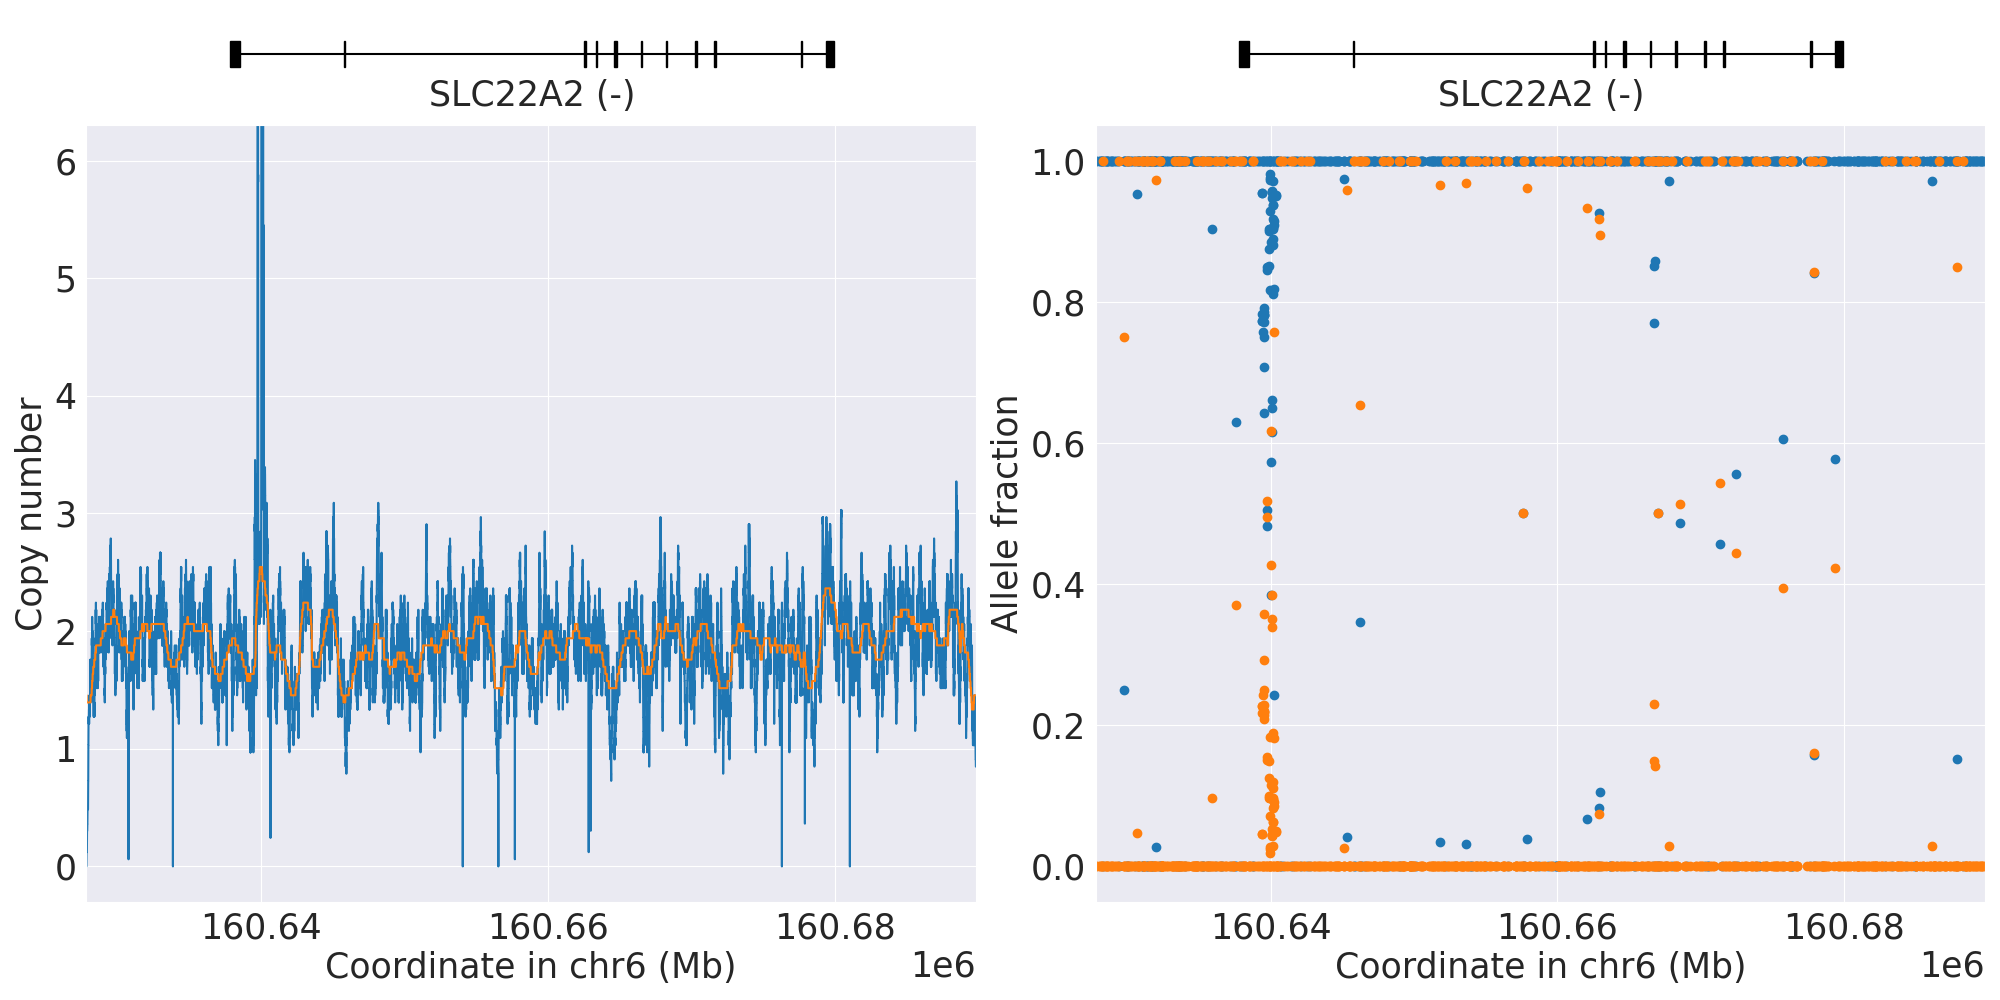 SLC22A2 (-)
Copy number
6
5
4
3
2
1
0
160.64
160.66
160.68
Coordinate in chr6 (Mb)
1e6
SLC22A2 (-)
Allele fraction
1.0
0.8
0.6
0.4
0.2
0.0
160.64
160.66
160.68
Coordinate in chr6 (Mb)
1e6